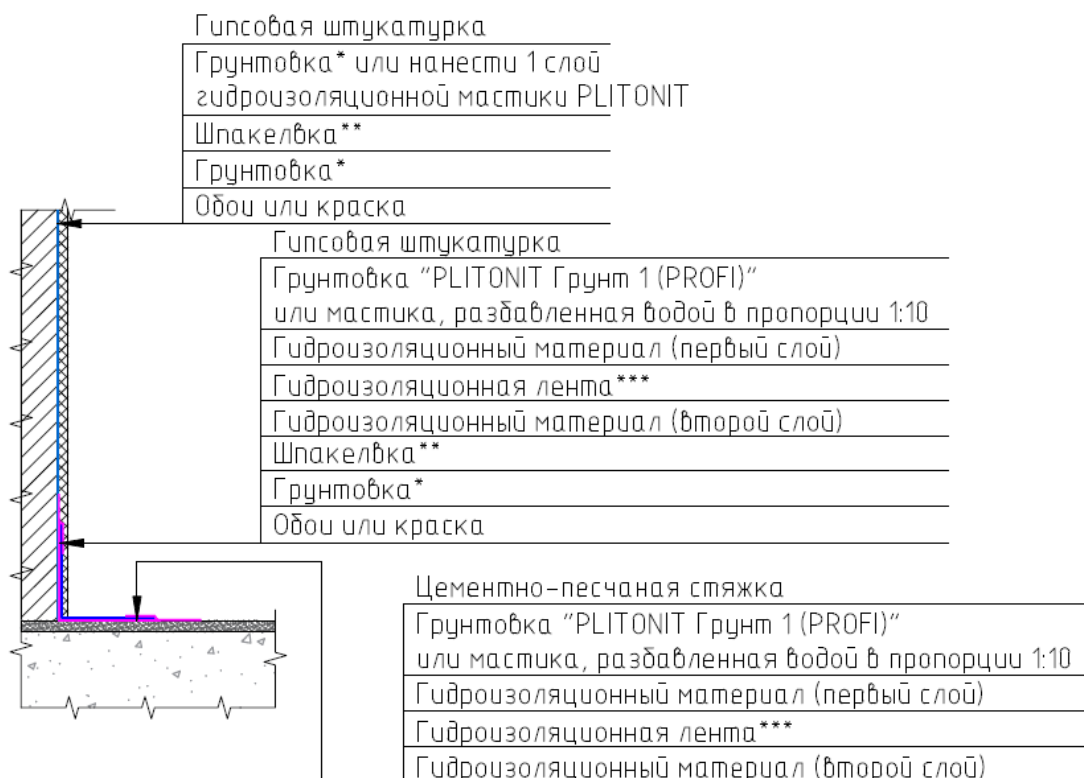 Гипсовая штукатурка
Грунтовка* или нанести 1 слой
гидроизоляционной мастики PLITONIT
Шпакелвка**
Грунтовка*
Обои или краска
Гипсовая штукатурка
Грунтовка "PLITONIT Грунт 1 (PROFI)"
или мастика, разбавленная водой в пропорции 1:10
Гидроизоляционный материал (первый слой)
Гидроизоляционная лента***
Гидроизоляционный материал (второй слой)
Шпакелвка**
Грунтовка*
Обои или краска
Цементно-песчаная стяжка
Грунтовка "PLITONIT Грунт 1 (PROFI)"
или мастика, разбавленная водой в пропорции 1:10
Гидроизоляционный материал (первый слой)
Гидроизоляционная лента***
Гидроизоляционный материал (второй слой)